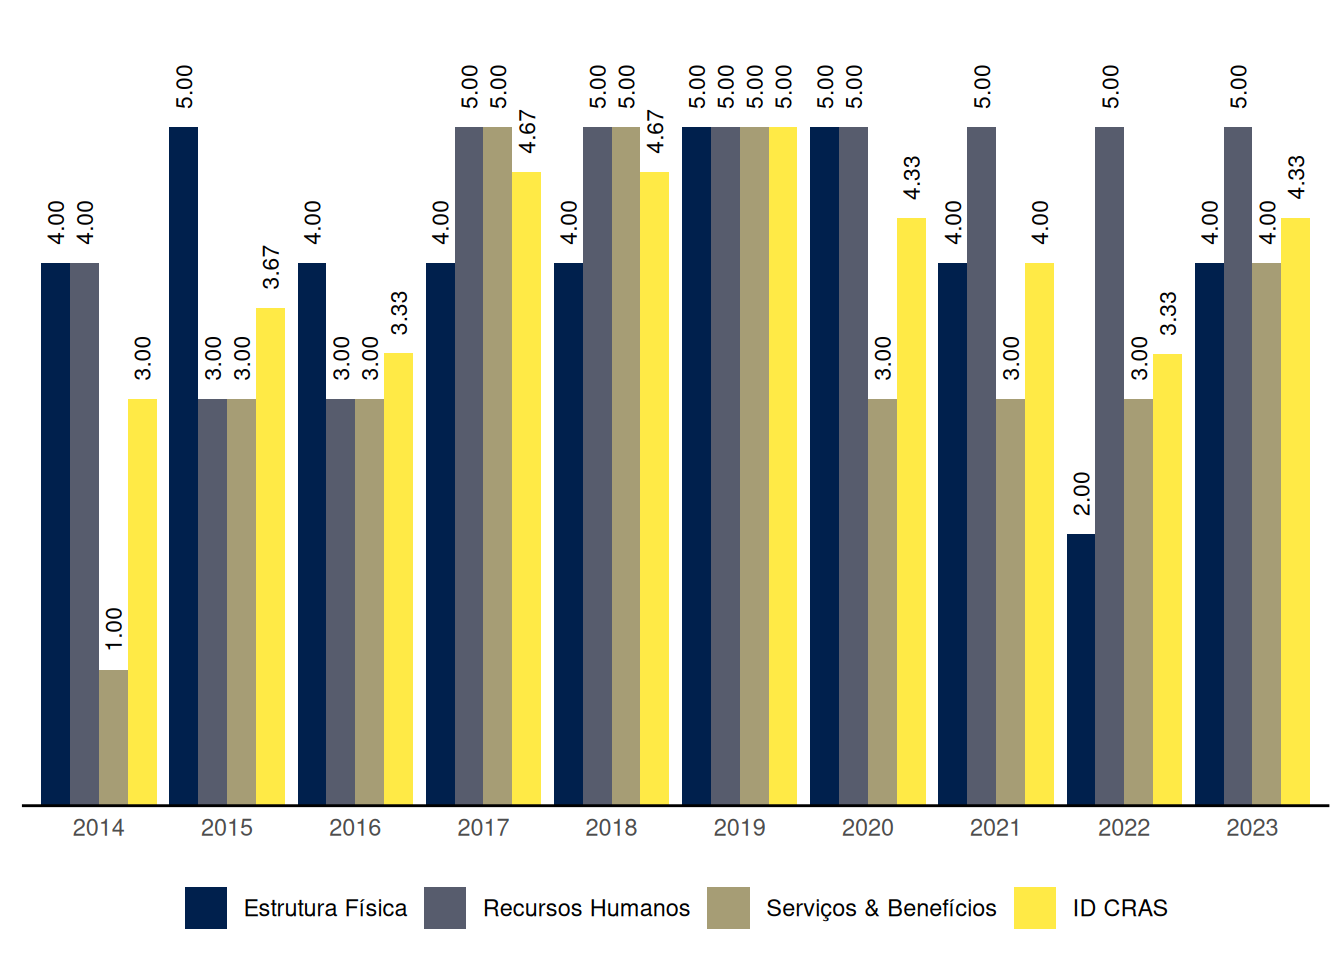 4.00 4.00 1.00 3.00
5.00 3.00 3.00 3.67
4.00 3.00 3.00 3.33
4.00 5.00 5.00 4.67
4.00 5.00 5.00 4.67
5.00 5.00 5.00 5.00
5.00 5.00 3.00 4.33
4.00 5.00 3.00 4.00
2.00 5.00 3.00 3.33
4.00 5.00 4.00 4.33
2014 2015 2016 2017 2018 2019 2020 2021 2022 2023
Estrutura Física Recursos Humanos Serviços & Benefícios ID CRAS